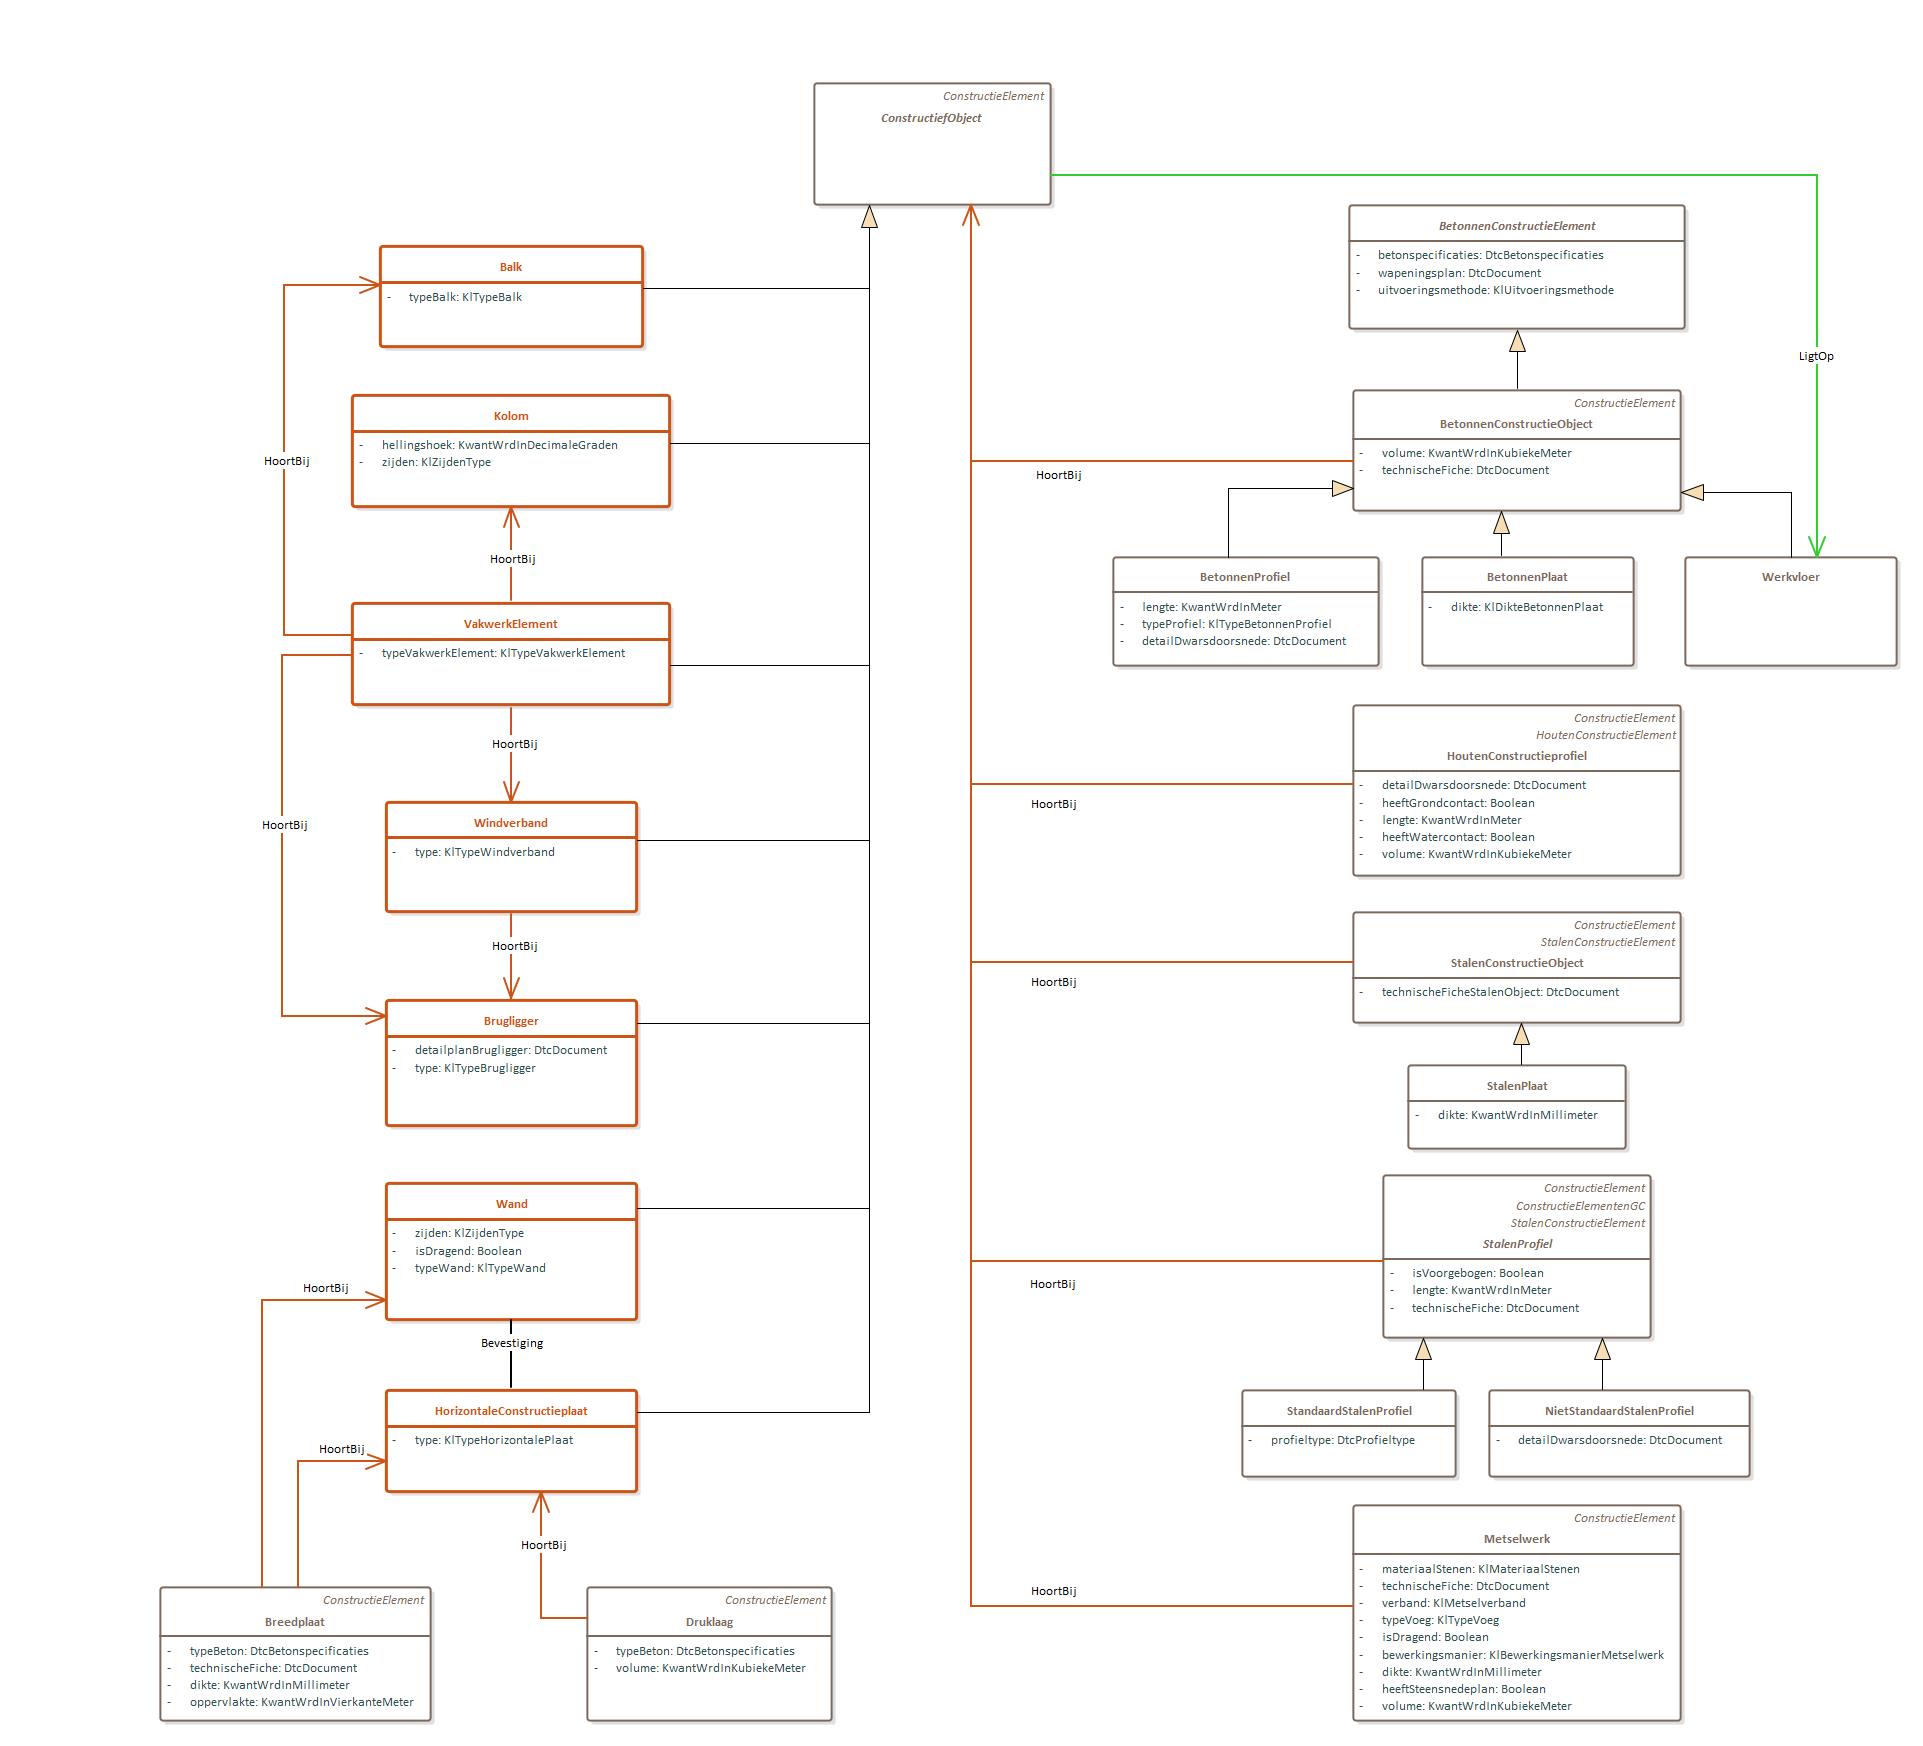 ConstructieElement
ConstructiefObject
BetonnenConstructieElement
- betonspecificaties: DtcBetonspecificaties
- wapeningsplan: DtcDocument
- uitvoeringsmethode: KlUitvoeringsmethode
Balk
- typeBalk: KlTypeBalk
LigtOp
Kolom
- hellingshoek: KwantWrdInDecimaleGraden
- zijden: KlZijdenType
ConstructieElement
BetonnenConstructieObject
- volume: KwantWrdInKubiekeMeter
- technischeFiche: DtcDocument
HoortBij
HoortBij
HoortBij
BetonnenProfiel
- lengte: KwantWrdInMeter
- typeProfiel: KlTypeBetonnenProfiel
- detailDwarsdoorsnede: DtcDocument
BetonnenPlaat
- dikte: KlDikteBetonnenPlaat
Werkvloer
VakwerkElement
- typeVakwerkElement: KlTypeVakwerkElement
HoortBij
ConstructieElement
HoutenConstructieElement
HoutenConstructieprofiel
- detailDwarsdoorsnede: DtcDocument
- heeftGrondcontact: Boolean
- lengte: KwantWrdInMeter
- heeftWatercontact: Boolean
- volume: KwantWrdInKubiekeMeter
HoortBij
HoortBij
Windverband
- type: KlTypeWindverband
HoortBij
ConstructieElement
StalenConstructieElement
StalenConstructieObject
- technischeFicheStalenObject: DtcDocument
HoortBij
Brugligger
- detailplanBrugligger: DtcDocument
- type: KlTypeBrugligger
StalenPlaat
- dikte: KwantWrdInMillimeter
Wand
- zijden: KlZijdenType
- isDragend: Boolean
- typeWand: KlTypeWand
ConstructieElement
ConstructieElementenGC
StalenConstructieElement
StalenProfiel
- isVoorgebogen: Boolean
- lengte: KwantWrdInMeter
- technischeFiche: DtcDocument
HoortBij
HoortBij
Bevestiging
HorizontaleConstructieplaat
- type: KlTypeHorizontalePlaat
HoortBij
StandaardStalenProfiel
- profieltype: DtcProfieltype
NietStandaardStalenProfiel
- detailDwarsdoorsnede: DtcDocument
HoortBij
HoortBij
ConstructieElement
Metselwerk
- materiaalStenen: KlMateriaalStenen
- technischeFiche: DtcDocument
- verband: KlMetselverband
- typeVoeg: KlTypeVoeg
- isDragend: Boolean
- bewerkingsmanier: KlBewerkingsmanierMetselwerk
- dikte: KwantWrdInMillimeter
- heeftSteensnedeplan: Boolean
- volume: KwantWrdInKubiekeMeter
ConstructieElement
Breedplaat
- typeBeton: DtcBetonspecificaties
- technischeFiche: DtcDocument
- dikte: KwantWrdInMillimeter
- oppervlakte: KwantWrdInVierkanteMeter
ConstructieElement
Druklaag
- typeBeton: DtcBetonspecificaties
- volume: KwantWrdInKubiekeMeter